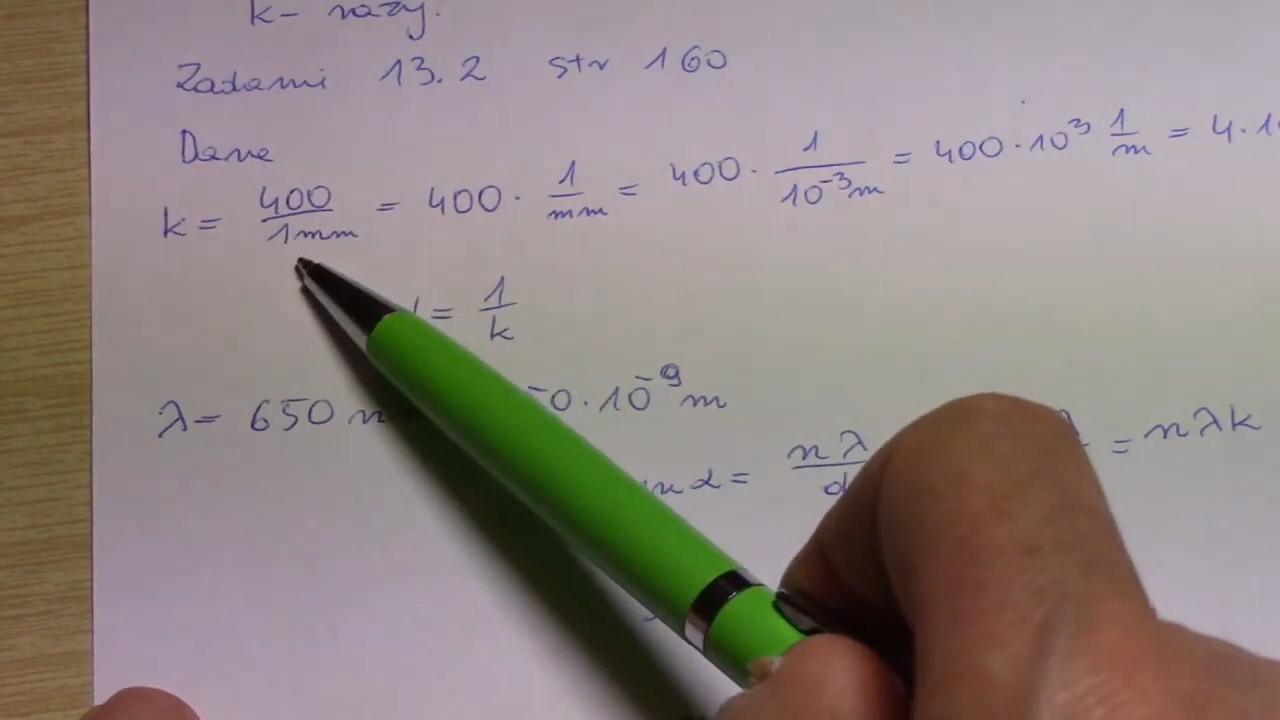 k- razy.
Zadanie 13.2 str 160
Dane
k = 400/1mm = 400 · 1/mm = 400 · 1/10⁻³m = 400 · 10³ 1/m = 4 · 10
= 1/k
λ = 650 n 0 · 10⁻⁹ m
α = nλ/d = nλk